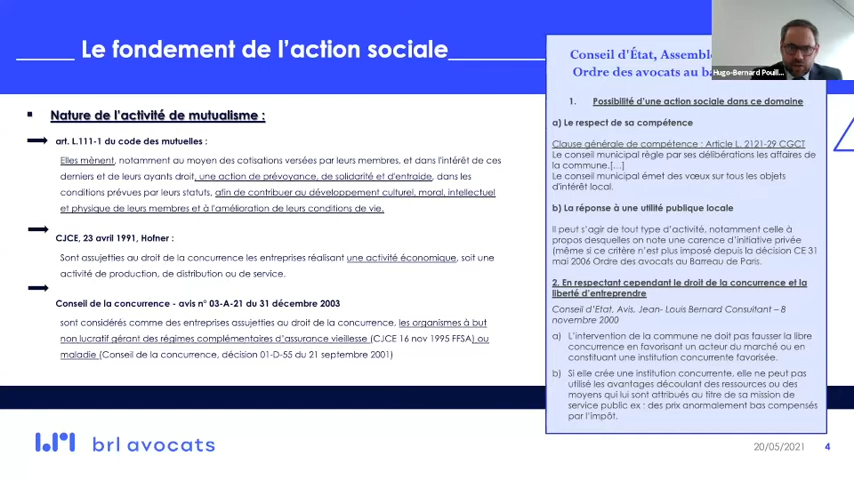 Le fondement de l’action sociale
Nature de l’activité de mutualisme :
art. L.111-1 du code des mutuelles :
Elles mènent, notamment au moyen des cotisations versées par leurs membres, et dans l'intérêt de ces
derniers et de leurs ayants droit, une action de prévoyance, de solidarité et d'entraide, dans les
conditions prévues par leurs statuts, afin de contribuer au développement culturel, moral, intellectuel
et physique de leurs membres et à l'amélioration de leurs conditions de vie.
CJCE, 23 avril 1991, Hofner :
Sont assujetties au droit de la concurrence les entreprises réalisant une activité économique, soit une
activité de production, de distribution ou de service.
Conseil de la concurrence - avis n° 03-A-21 du 31 décembre 2003
sont considérés comme des entreprises assujetties au droit de la concurrence, les organismes à but
non lucratif gérant des régimes complémentaires d’assurance vieillesse (CJCE 16 nov 1995 FFSA) ou
maladie (Conseil de la concurrence, décision 01-D-55 du 21 septembre 2001)
Conseil d'État, Assemb
Ordre des avocats au ba
Hugo-Bernard Pouill...
1. Possibilité d’une action sociale dans ce domaine
a) Le respect de sa compétence
Clause générale de compétence : Article L. 2121-29 CGCT
Le conseil municipal règle par ses délibérations les affaires de
la commune.[…]
Le conseil municipal émet des vœux sur tous les objets
d'intérêt local.
b) La réponse à une utilité publique locale
Il peut s’agir de tout type d’activité, notamment celle à
propos desquelles on note une carence d’initiative privée
(même si ce critère n’est plus imposé depuis la décision CE 31
mai 2006 Ordre des avocats au Barreau de Paris.
2. En respectant cependant le droit de la concurrence et la
liberté d’entreprendre
Conseil d’Etat, Avis, Jean- Louis Bernard Consultant – 8
novembre 2000
a) L’intervention de la commune ne doit pas fausser la libre
concurrence en favorisant un acteur du marché ou en
constituant une institution concurrente favorisée.
b) Si elle crée une institution concurrente, elle ne peut pas
utilisé les avantages découlant des ressources ou des
moyens qui lui sont attribués au titre de sa mission de
service public ex : des prix anormalement bas compensés
par l’impôt.
brl avocats
20/05/2021
4